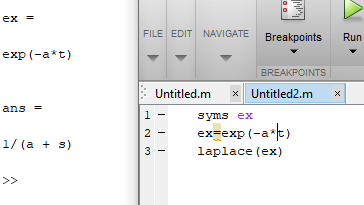 ex =
exp(-a*t)
ans =
1/(a + s)
>>
FILE EDIT NAVIGATE Breakpoints Run
BREAKPOINTS
Untitled.m × Untitled2.m ×
1 – syms ex
2 – ex=exp(-a*t)
3 – laplace(ex)